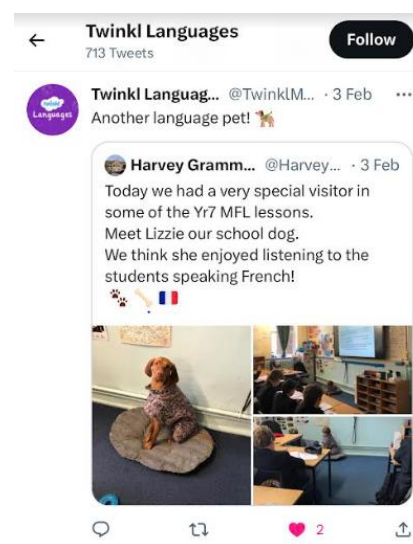 Twinkl Languages
713 Tweets
Follow
Twinkl Languag... @TwinklM... · 3 Feb
Another language pet! 🐕
twinkl
Languages
Harvey Gramm... @Harvey... · 3 Feb
Today we had a very special visitor in
some of the Yr7 MFL lessons.
Meet Lizzie our school dog.
We think she enjoyed listening to the
students speaking French!
🐾 🦴 🇫🇷
2